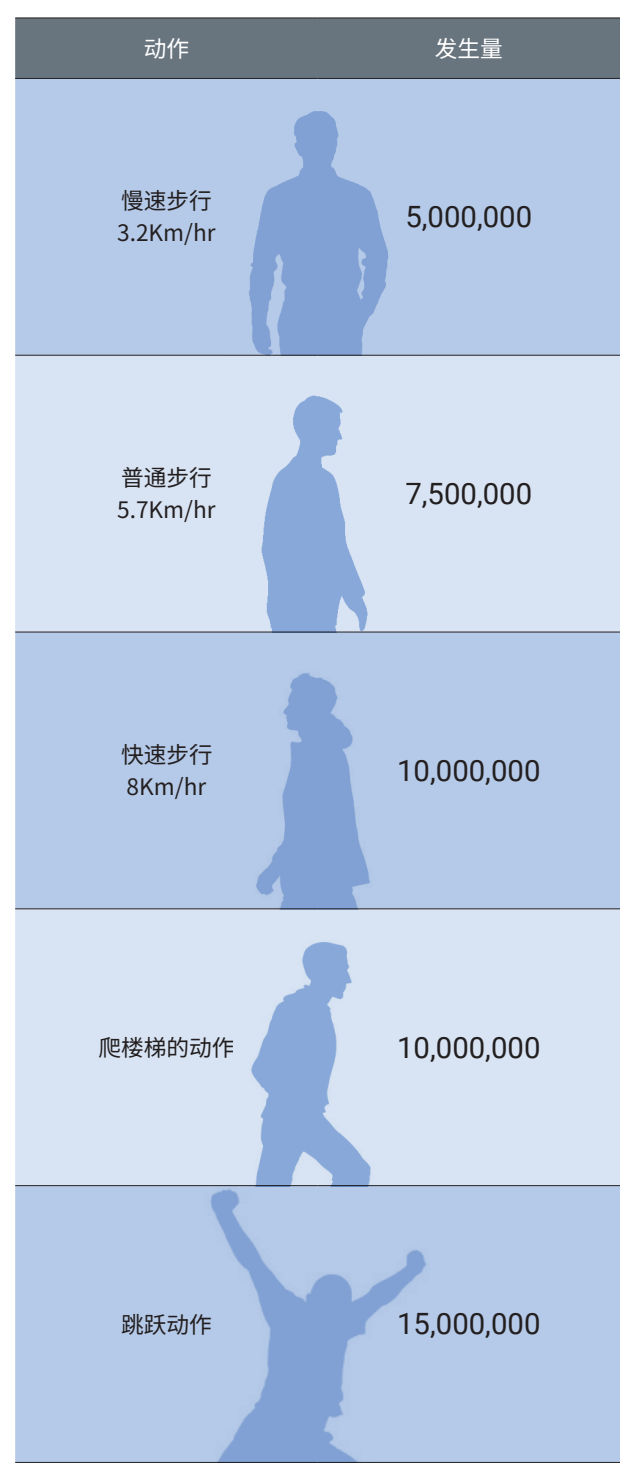 动作 发生量
慢速步行
3.2Km/hr
5,000,000
普通步行
5.7Km/hr
7,500,000
快速步行
8Km/hr
10,000,000
爬楼梯的动作 10,000,000
跳跃动作 15,000,000